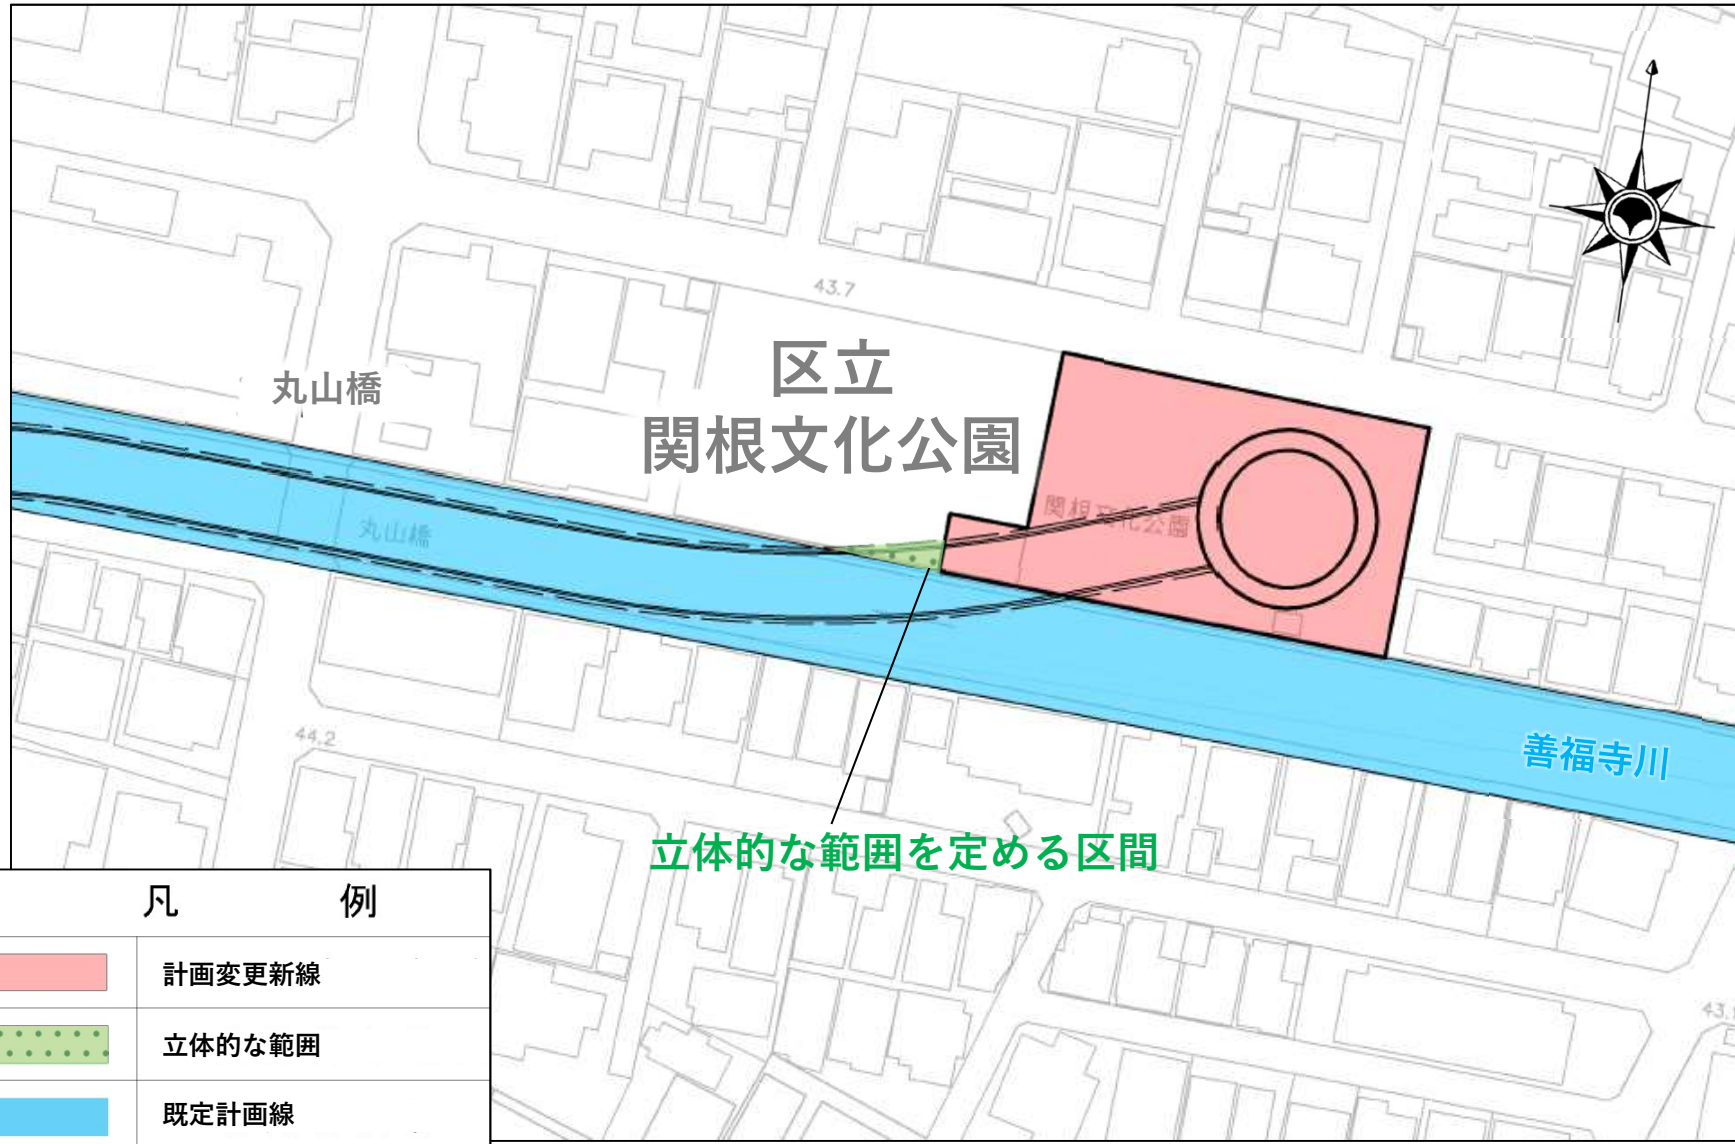 43.7
区立
関根文化公園
丸山橋
関根文化公園
丸山橋
善福寺川
44.2
立体的な範囲を定める区間
凡 例
計画変更新線
立体的な範囲
既定計画線